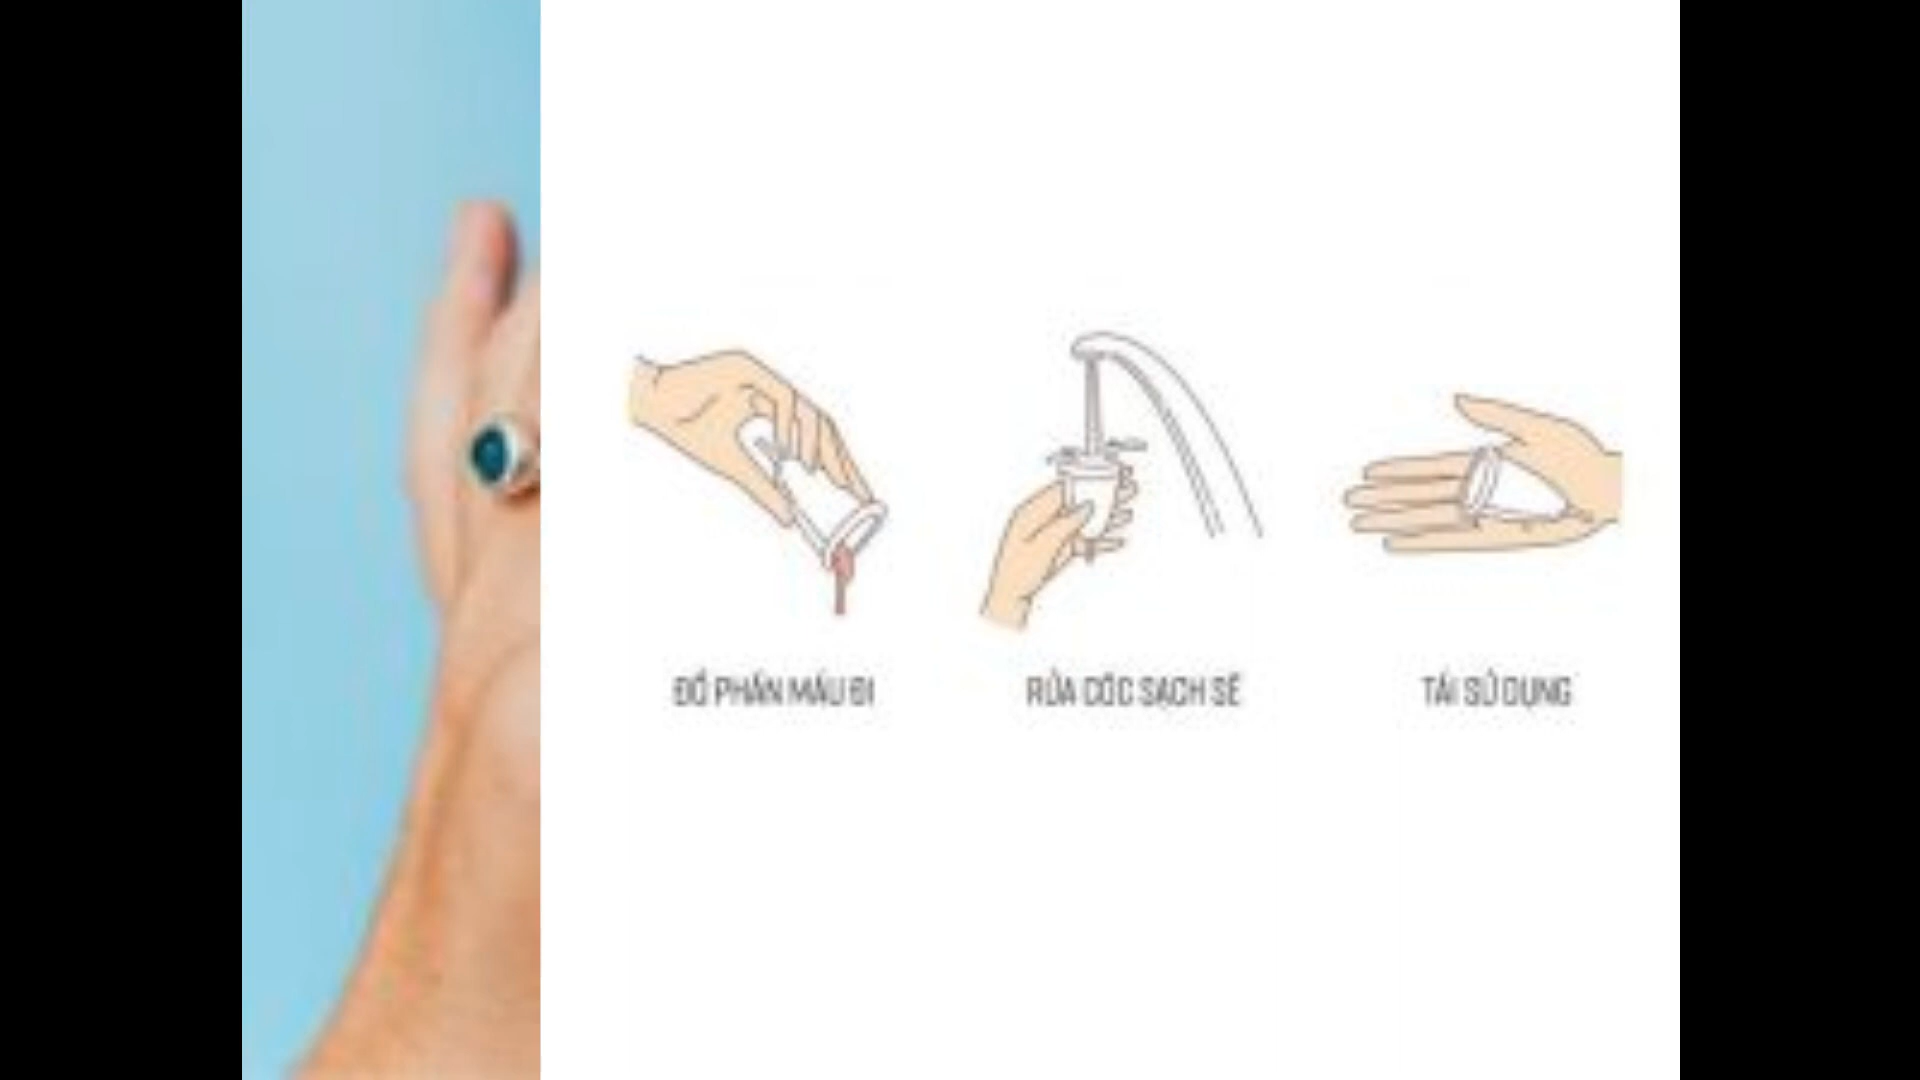 ĐỔ PHẦN MÁU ĐI
RỬA CỐC SẠCH SẼ
TÁI SỬ DỤNG